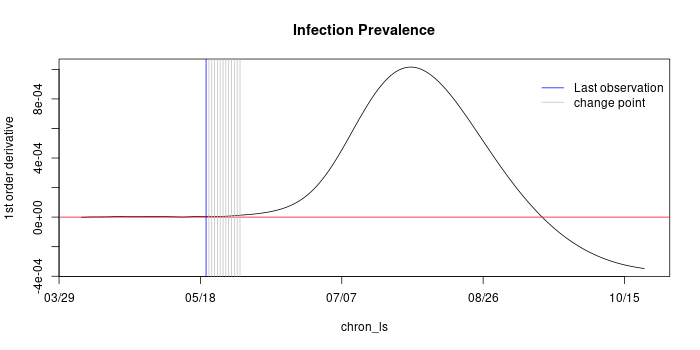 Infection Prevalence
1st order derivative
8e-04
4e-04
0e+00
-4e-04
Last observation
change point
03/29
05/18
07/07
08/26
10/15
chron_ls